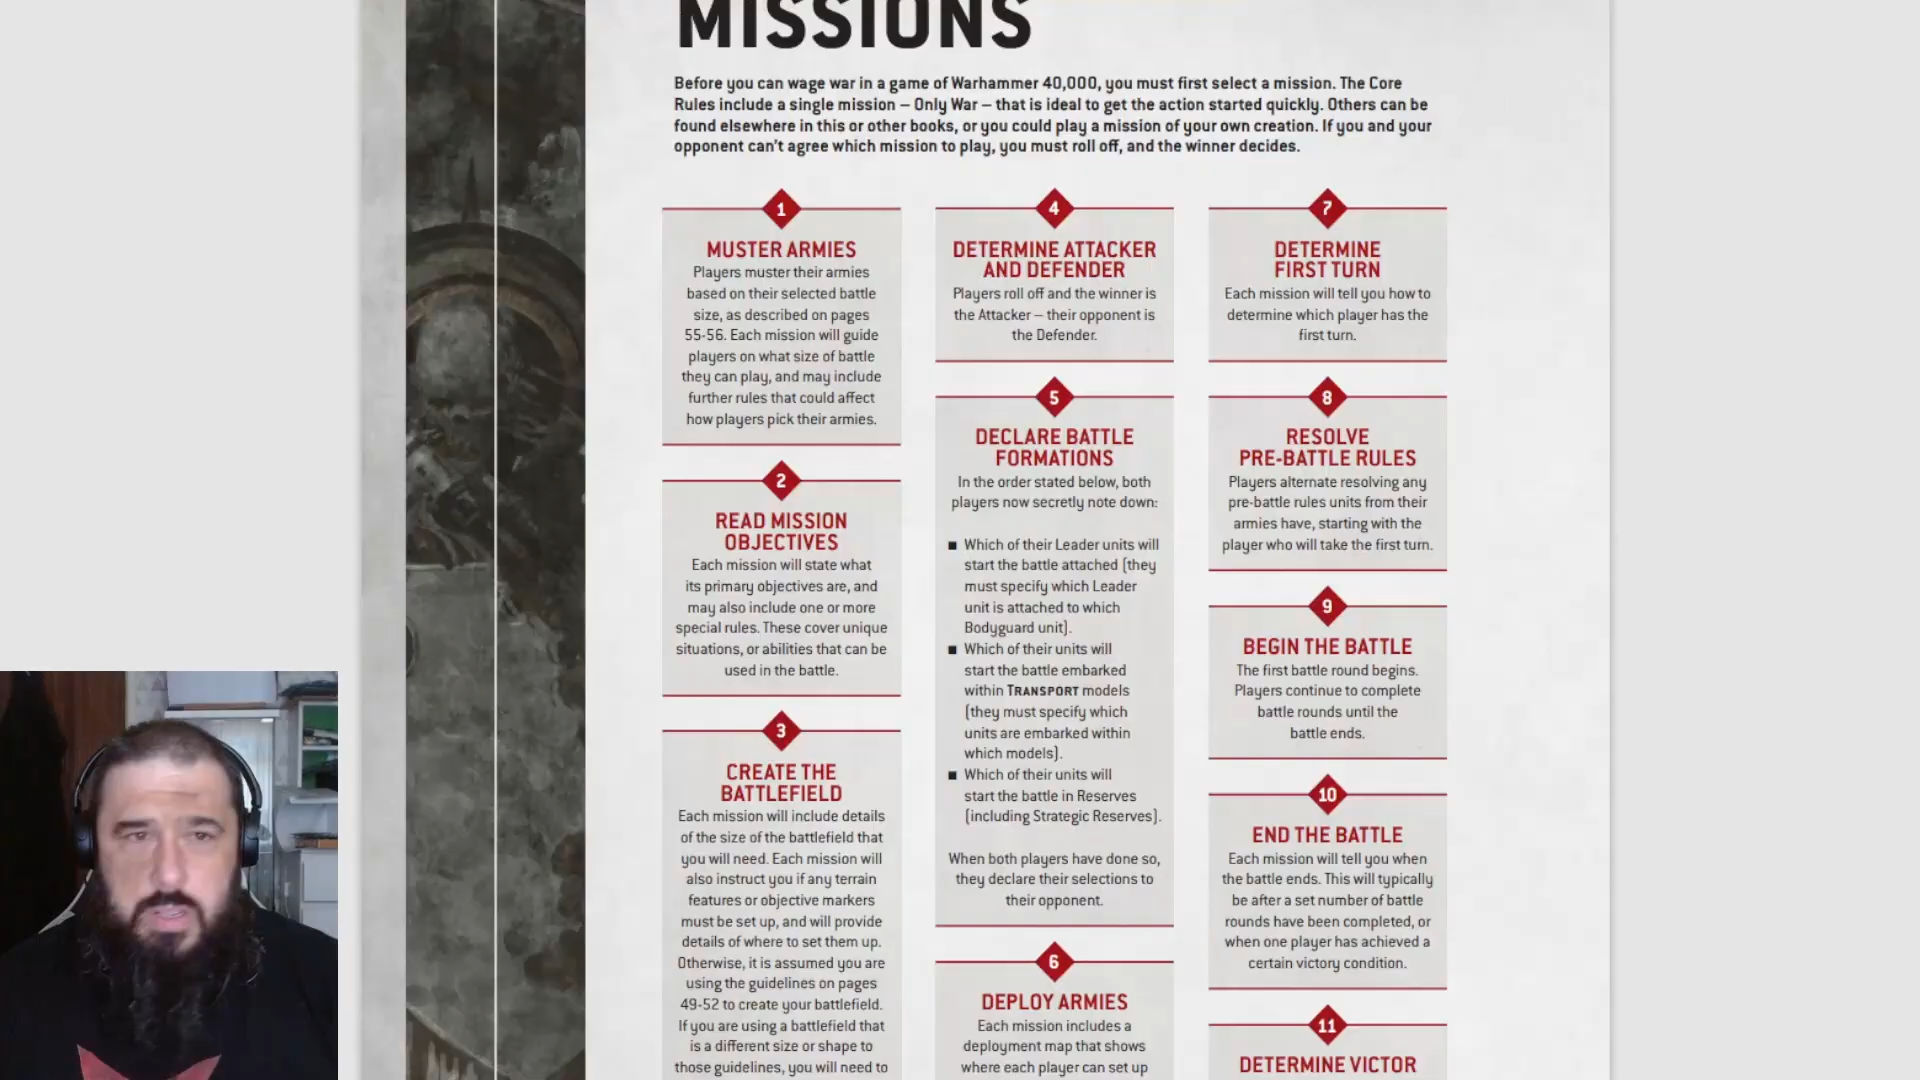 MISSIONS
Before you can wage war in a game of Warhammer 40,000, you must first select a mission. The Core
Rules include a single mission – Only War – that is ideal to get the action started quickly. Others can be
found elsewhere in this or other books, or you could play a mission of your own creation. If you and your
opponent can't agree which mission to play, you must roll off, and the winner decides.
1
MUSTER ARMIES
Players muster their armies
based on their selected battle
size, as described on pages
55-56. Each mission will guide
players on what size of battle
they can play, and may include
further rules that could affect
how players pick their armies.
2
READ MISSION
OBJECTIVES
Each mission will state what
its primary objectives are, and
may also include one or more
special rules. These cover unique
situations, or abilities that can be
used in the battle.
3
CREATE THE
BATTLEFIELD
Each mission will include details
of the size of the battlefield that
you will need. Each mission will
also instruct you if any terrain
features or objective markers
must be set up, and will provide
details of where to set them up.
Otherwise, it is assumed you are
using the guidelines on pages
49-52 to create your battlefield.
If you are using a battlefield that
is a different size or shape to
those guidelines, you will need to
4
DETERMINE ATTACKER
AND DEFENDER
Players roll off and the winner is
the Attacker – their opponent is
the Defender.
5
DECLARE BATTLE
FORMATIONS
In the order stated below, both
players now secretly note down:
■ Which of their Leader units will
start the battle attached (they
must specify which Leader
unit is attached to which
Bodyguard unit).
■ Which of their units will
start the battle embarked
within TRANSPORT models
(they must specify which
units are embarked within
which models).
■ Which of their units will
start the battle in Reserves
(including Strategic Reserves).
When both players have done so,
they declare their selections to
their opponent.
6
DEPLOY ARMIES
Each mission includes a
deployment map that shows
where each player can set up
7
DETERMINE
FIRST TURN
Each mission will tell you how to
determine which player has the
first turn.
8
RESOLVE
PRE-BATTLE RULES
Players alternate resolving any
pre-battle rules units from their
armies have, starting with the
player who will take the first turn.
9
BEGIN THE BATTLE
The first battle round begins.
Players continue to complete
battle rounds until the
battle ends.
10
END THE BATTLE
Each mission will tell you when
the battle ends. This will typically
be after a set number of battle
rounds have been completed, or
when one player has achieved a
certain victory condition.
11
DETERMINE VICTOR